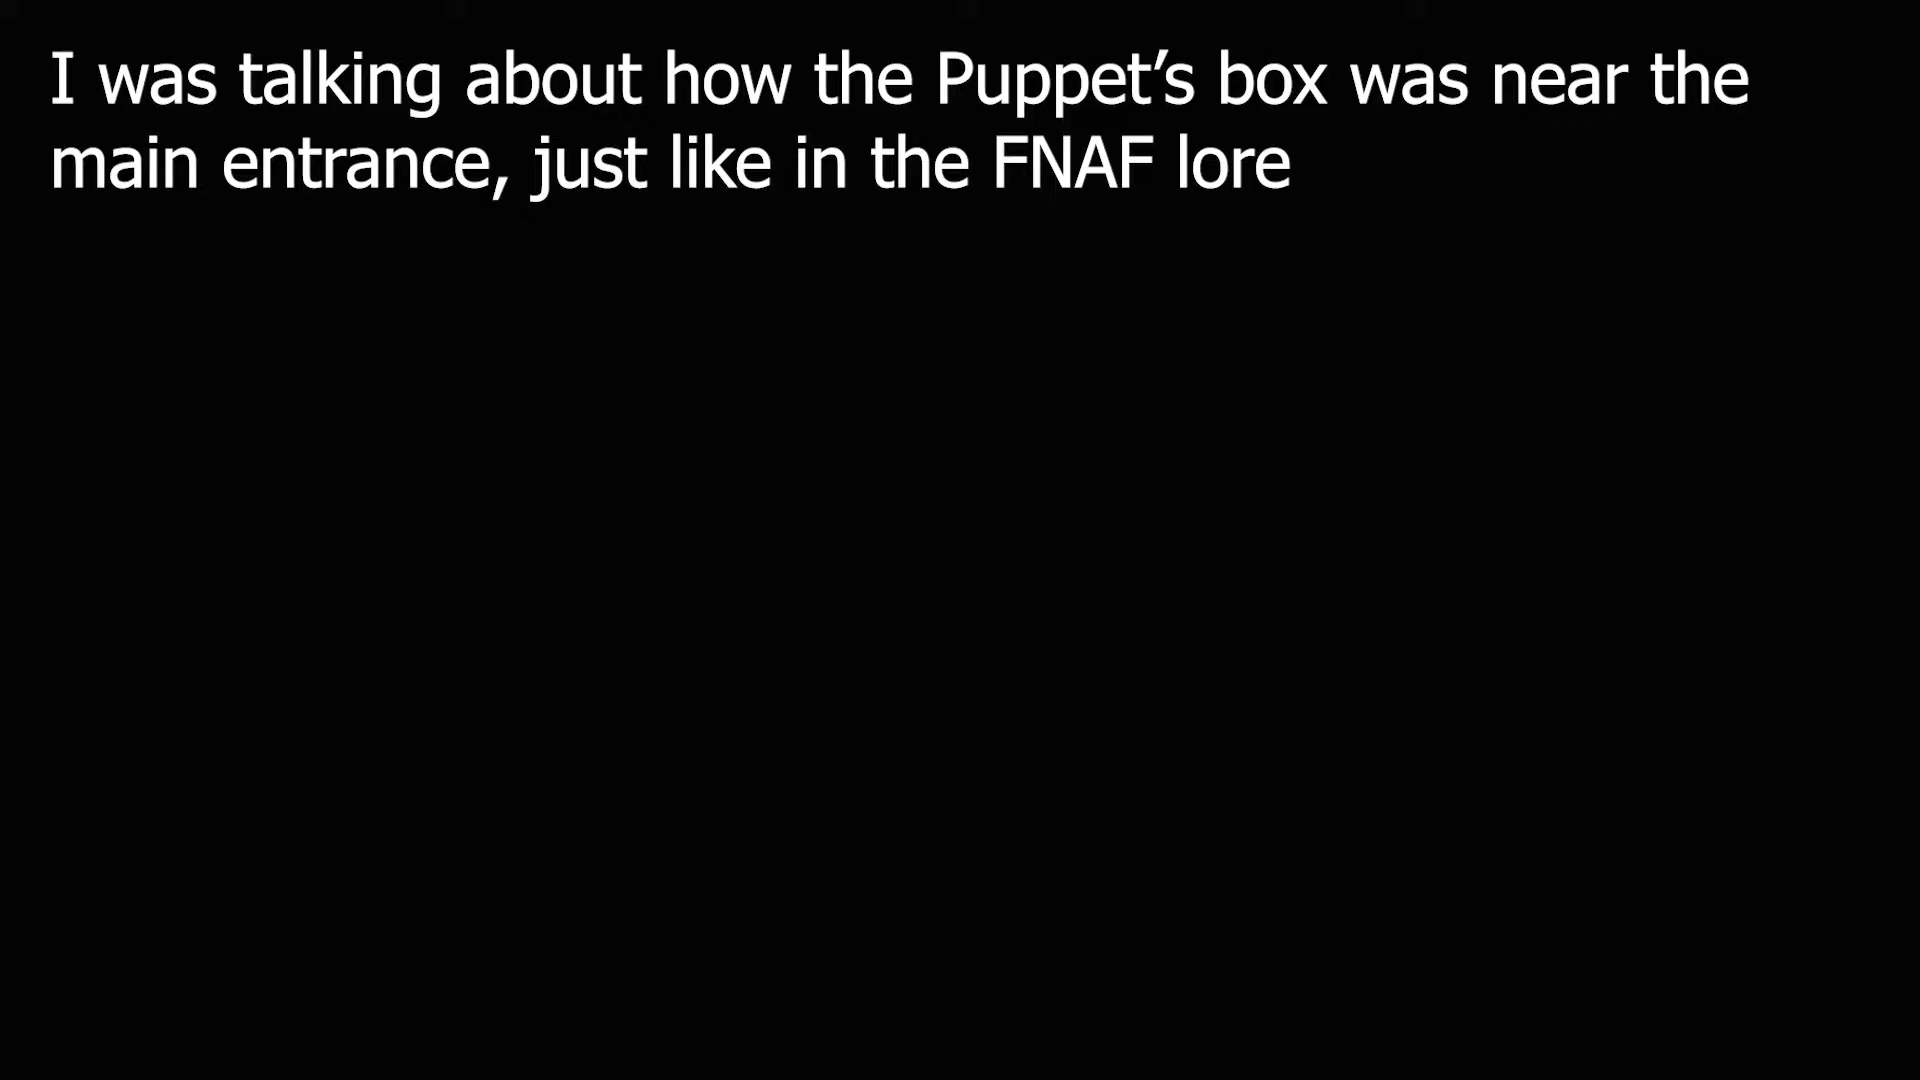 I was talking about how the Puppet’s box was near the
main entrance, just like in the FNAF lore